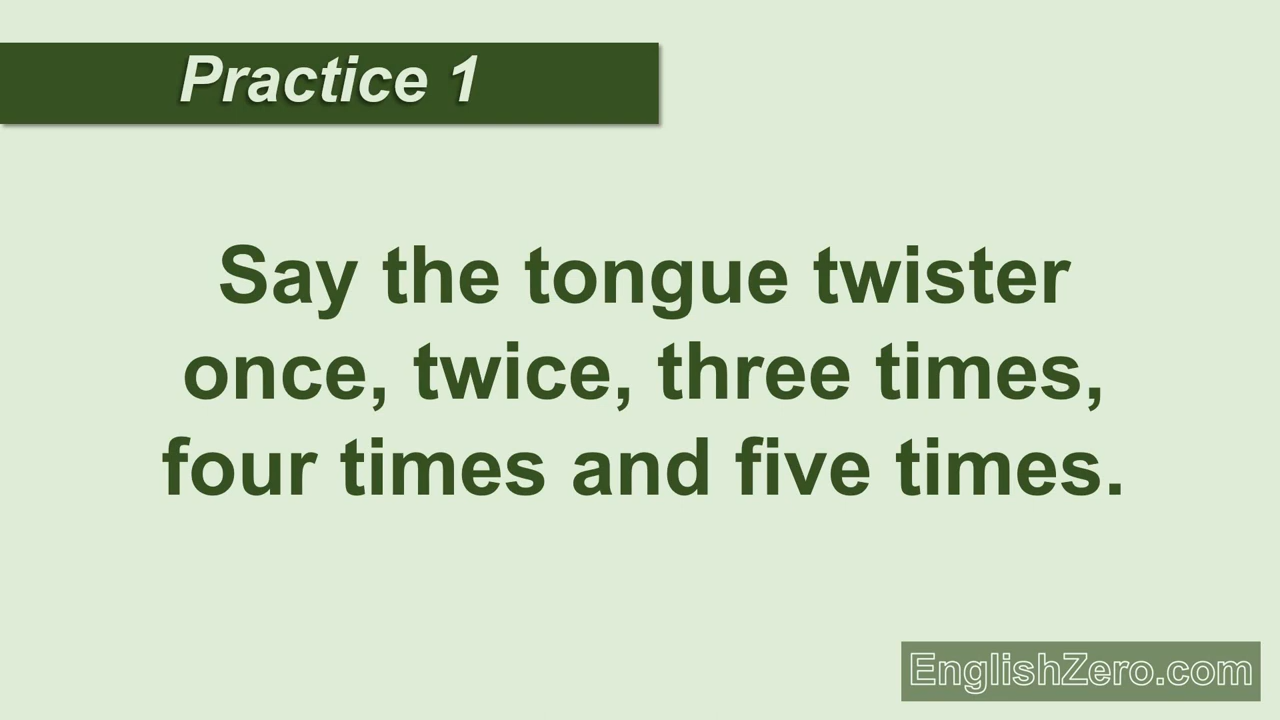 Practice 1
Say the tongue twister
once, twice, three times,
four times and five times.
EnglishZero.com